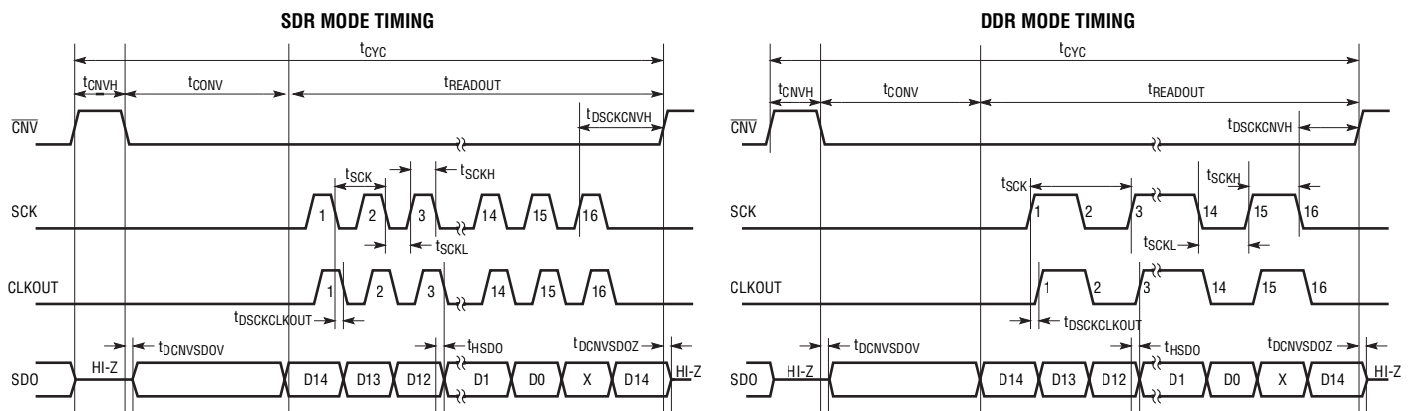 SDR MODE TIMING
tCYC
tCNVH
tCONV
tREADOUT
CNV
tDSCKCNVH
tSCK
tSCKH
SCK
1 2 3 14 15 16
tSCKL
CLKOUT
1 2 3 14 15 16
tDSCKCLKOUT
tDCNVSDOV
tHSDO
tDCNVSDOZ
SDO
HI-Z
D14 D13 D12 D1 D0 X D14
HI-Z
DDR MODE TIMING
tCYC
tCNVH
tCONV
tREADOUT
CNV
tDSCKCNVH
tSCK
tSCKH
SCK
1 2 3 14 15 16
tSCKL
CLKOUT
1 2 3 14 15 16
tDSCKCLKOUT
tDCNVSDOV
tHSDO
tDCNVSDOZ
SDO
HI-Z
D14 D13 D12 D1 D0 X D14
HI-Z